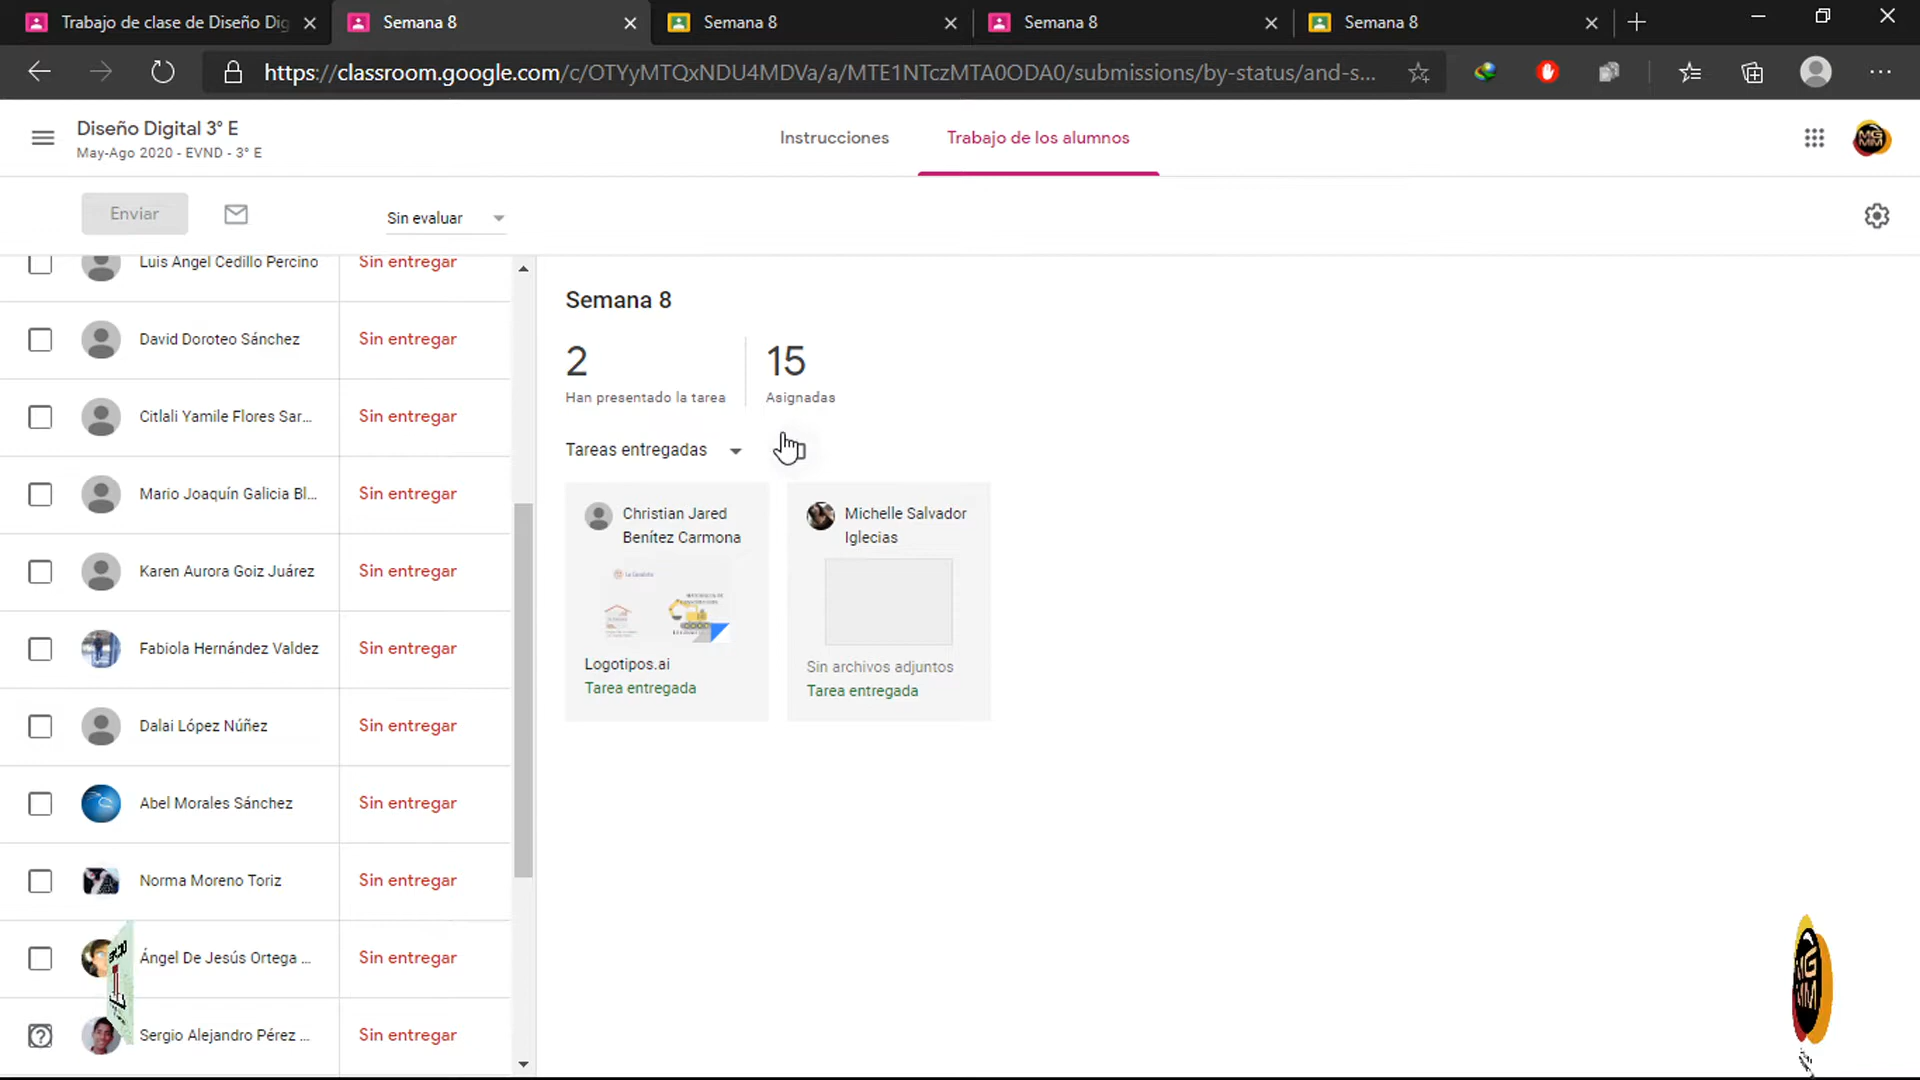 Trabajo de clase de Diseño Dig
Semana 8
Semana 8
Semana 8
Semana 8
https://classroom.google.com/c/OTYyMTQxNDU4MDVa/a/MTE1NTczMTA0ODA0/submissions/by-status/and-s...
Diseño Digital 3° E
May-Ago 2020 - EVND - 3° E
Instrucciones
Trabajo de los alumnos
MG
MM
Enviar
Sin evaluar
Luis Angel Cedillo Percino
Sin entregar
David Doroteo Sánchez
Sin entregar
Citlali Yamile Flores Sar...
Sin entregar
Mario Joaquín Galicia Bl...
Sin entregar
Karen Aurora Goiz Juárez
Sin entregar
Fabiola Hernández Valdez
Sin entregar
Dalai López Núñez
Sin entregar
Abel Morales Sánchez
Sin entregar
Norma Moreno Toriz
Sin entregar
Ángel De Jesús Ortega ...
Sin entregar
Sergio Alejandro Pérez ...
Sin entregar
Semana 8
2
Han presentado la tarea
15
Asignadas
Tareas entregadas
Christian Jared
Benítez Carmona
Logotipos.ai
Tarea entregada
Michelle Salvador
Iglecias
Sin archivos adjuntos
Tarea entregada
MG
MM